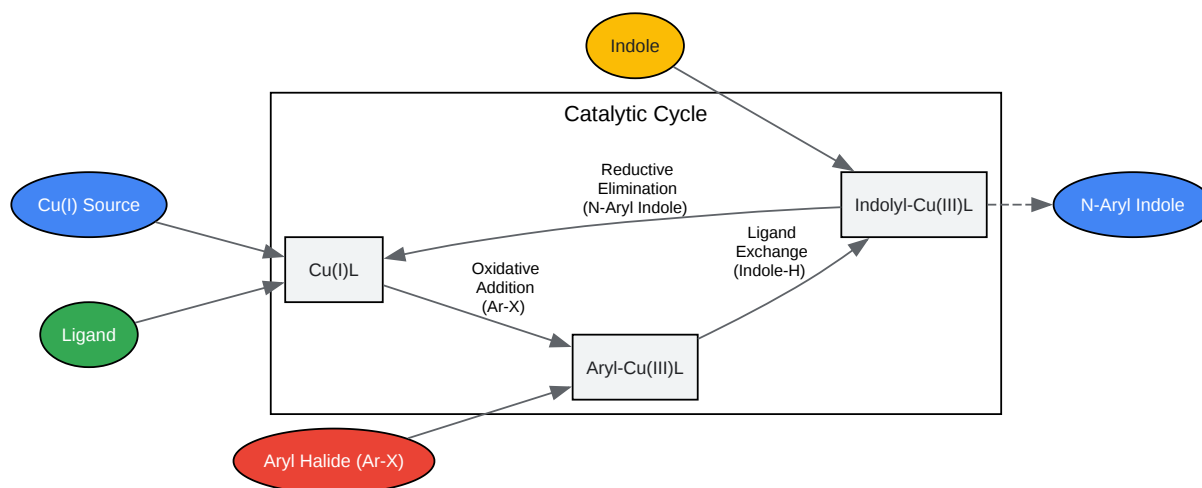 Indole
Catalytic Cycle
Reductive
Elimination
(N-Aryl Indole)
Cu(I) Source
Indolyl-Cu(III)L
N-Aryl Indole
Ligand
Exchange
(Indole-H)
Cu(I)L
Oxidative
Addition
(Ar-X)
Ligand
Aryl-Cu(III)L
Aryl Halide (Ar-X)